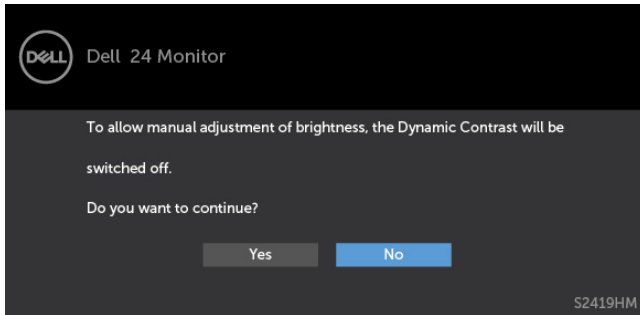 DELL
Dell 24 Monitor
To allow manual adjustment of brightness, the Dynamic Contrast will be
switched off.
Do you want to continue?
Yes No
S2419HM